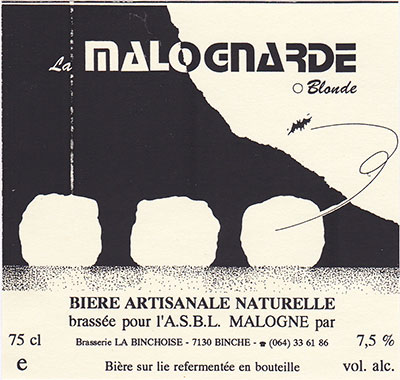 La MALOGNARDE
Blonde
BIERE ARTISANALE NATURELLE
brassée pour l'A.S.B.L. MALOGNE par
75 cl
Brasserie LA BINCHOISE - 7130 BINCHE - ☎ (064) 33 61 86
7,5 %
e
Bière sur lie refermentée en bouteille
vol. alc.